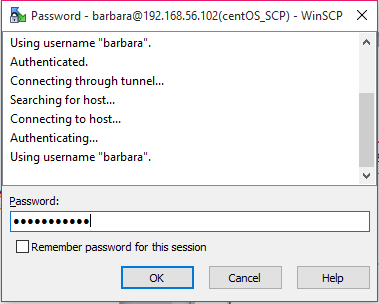 Password - barbara@192.168.56.102(centOS_SCP) - WinSCP
Using username "barbara".
Authenticated.
Connecting through tunnel...
Searching for host...
Connecting to host...
Authenticating...
Using username "barbara".
Password:
●●●●●●●●●●●
Remember password for this session
OK Cancel Help